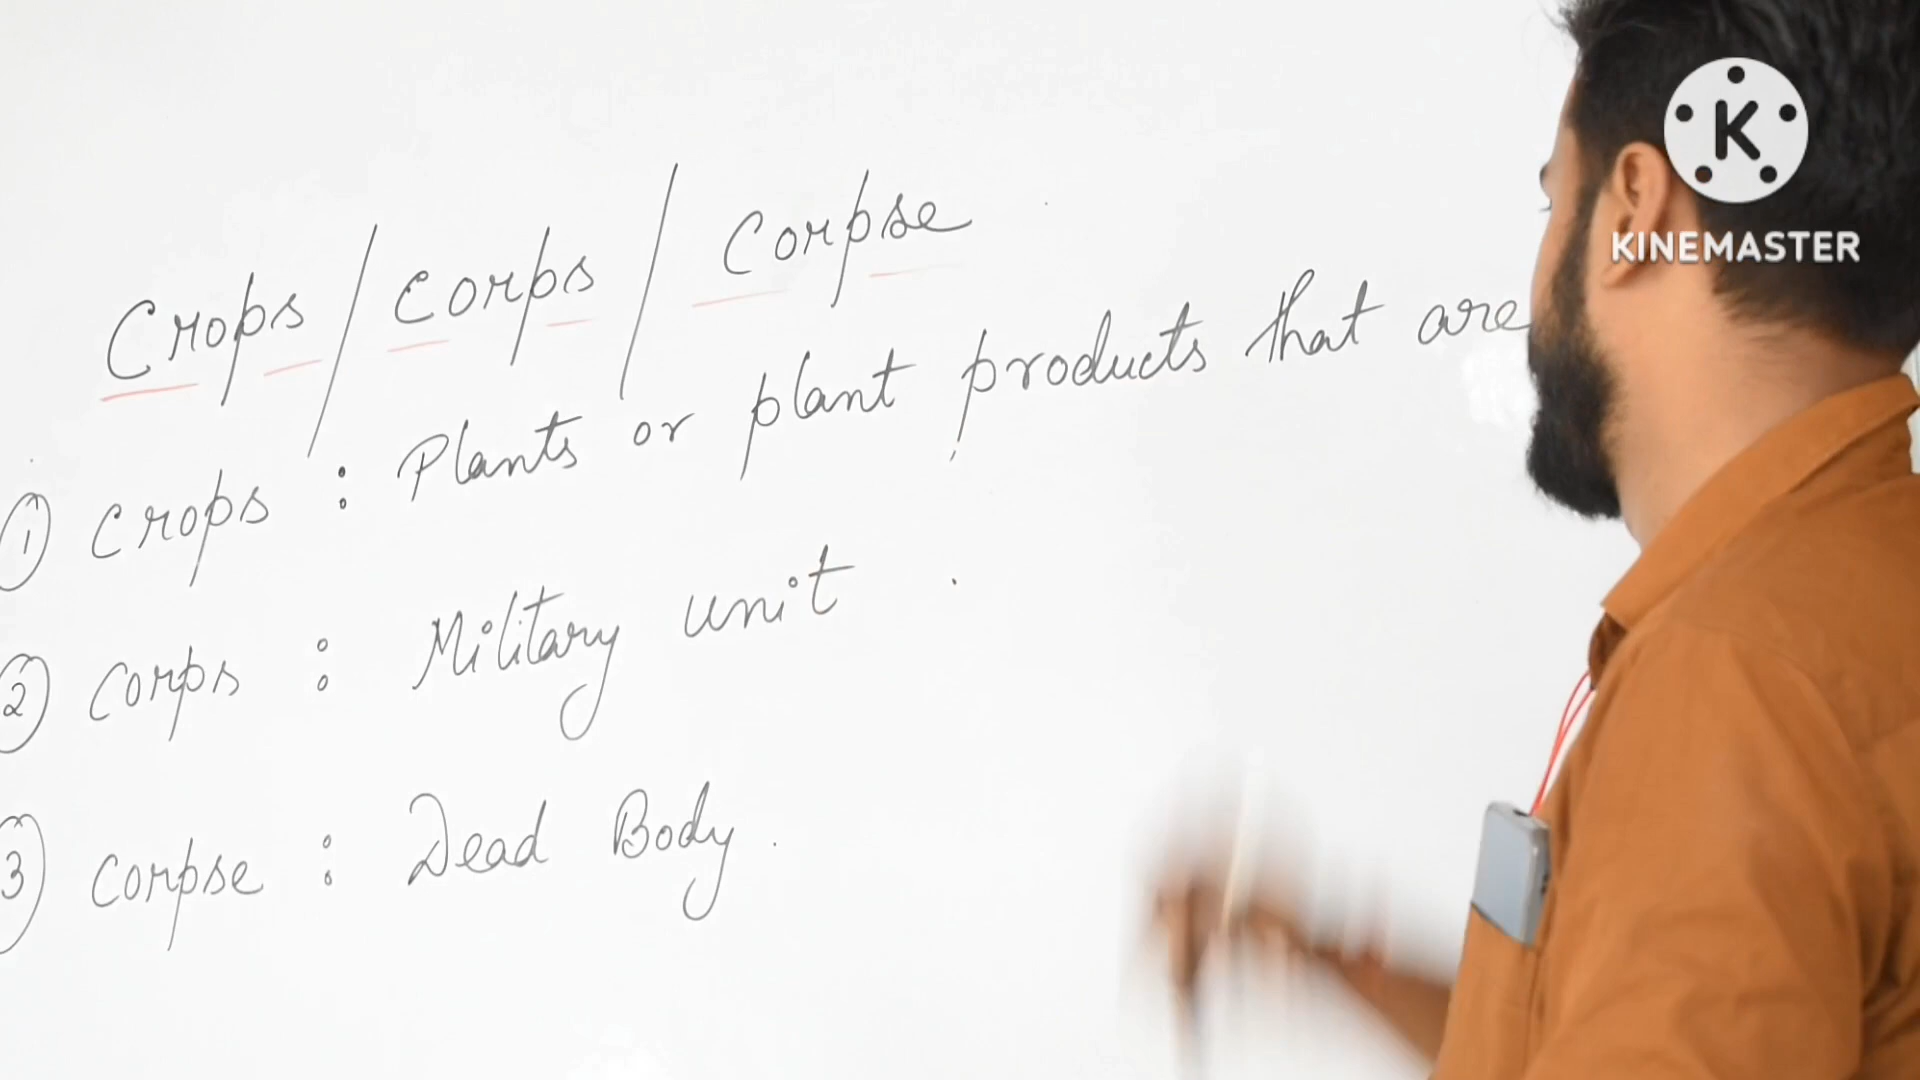 Crops / Corps / Corpse
① Crops : Plants or plant products that are
② Corps : Military unit
③ Corpse : Dead Body.
K
KINEMASTER